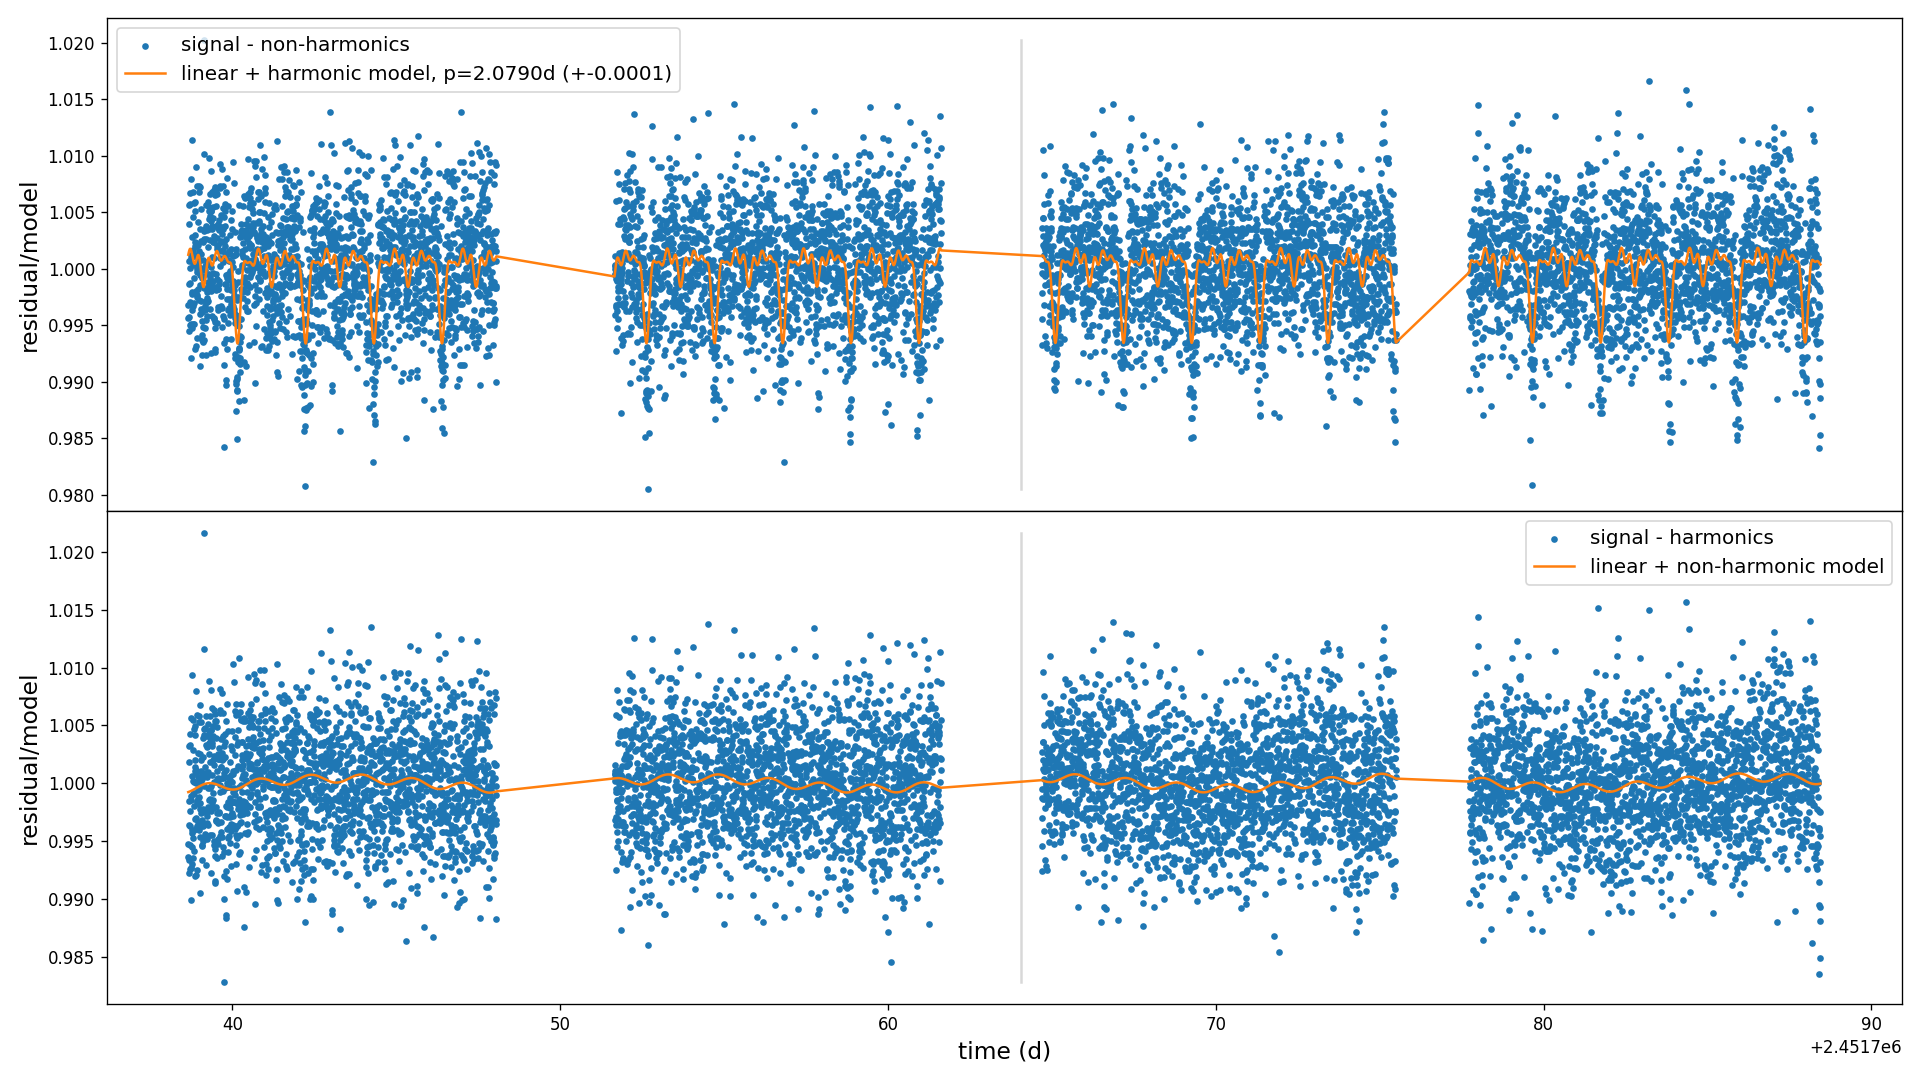 signal - non-harmonics
linear + harmonic model, p=2.0790d (+-0.0001)
residual/model
1.020
1.015
1.010
1.005
1.000
0.995
0.990
0.985
0.980
signal - harmonics
linear + non-harmonic model
residual/model
1.020
1.015
1.010
1.005
1.000
0.995
0.990
0.985
40 50 60 70 80 90
time (d)
+2.4517e6